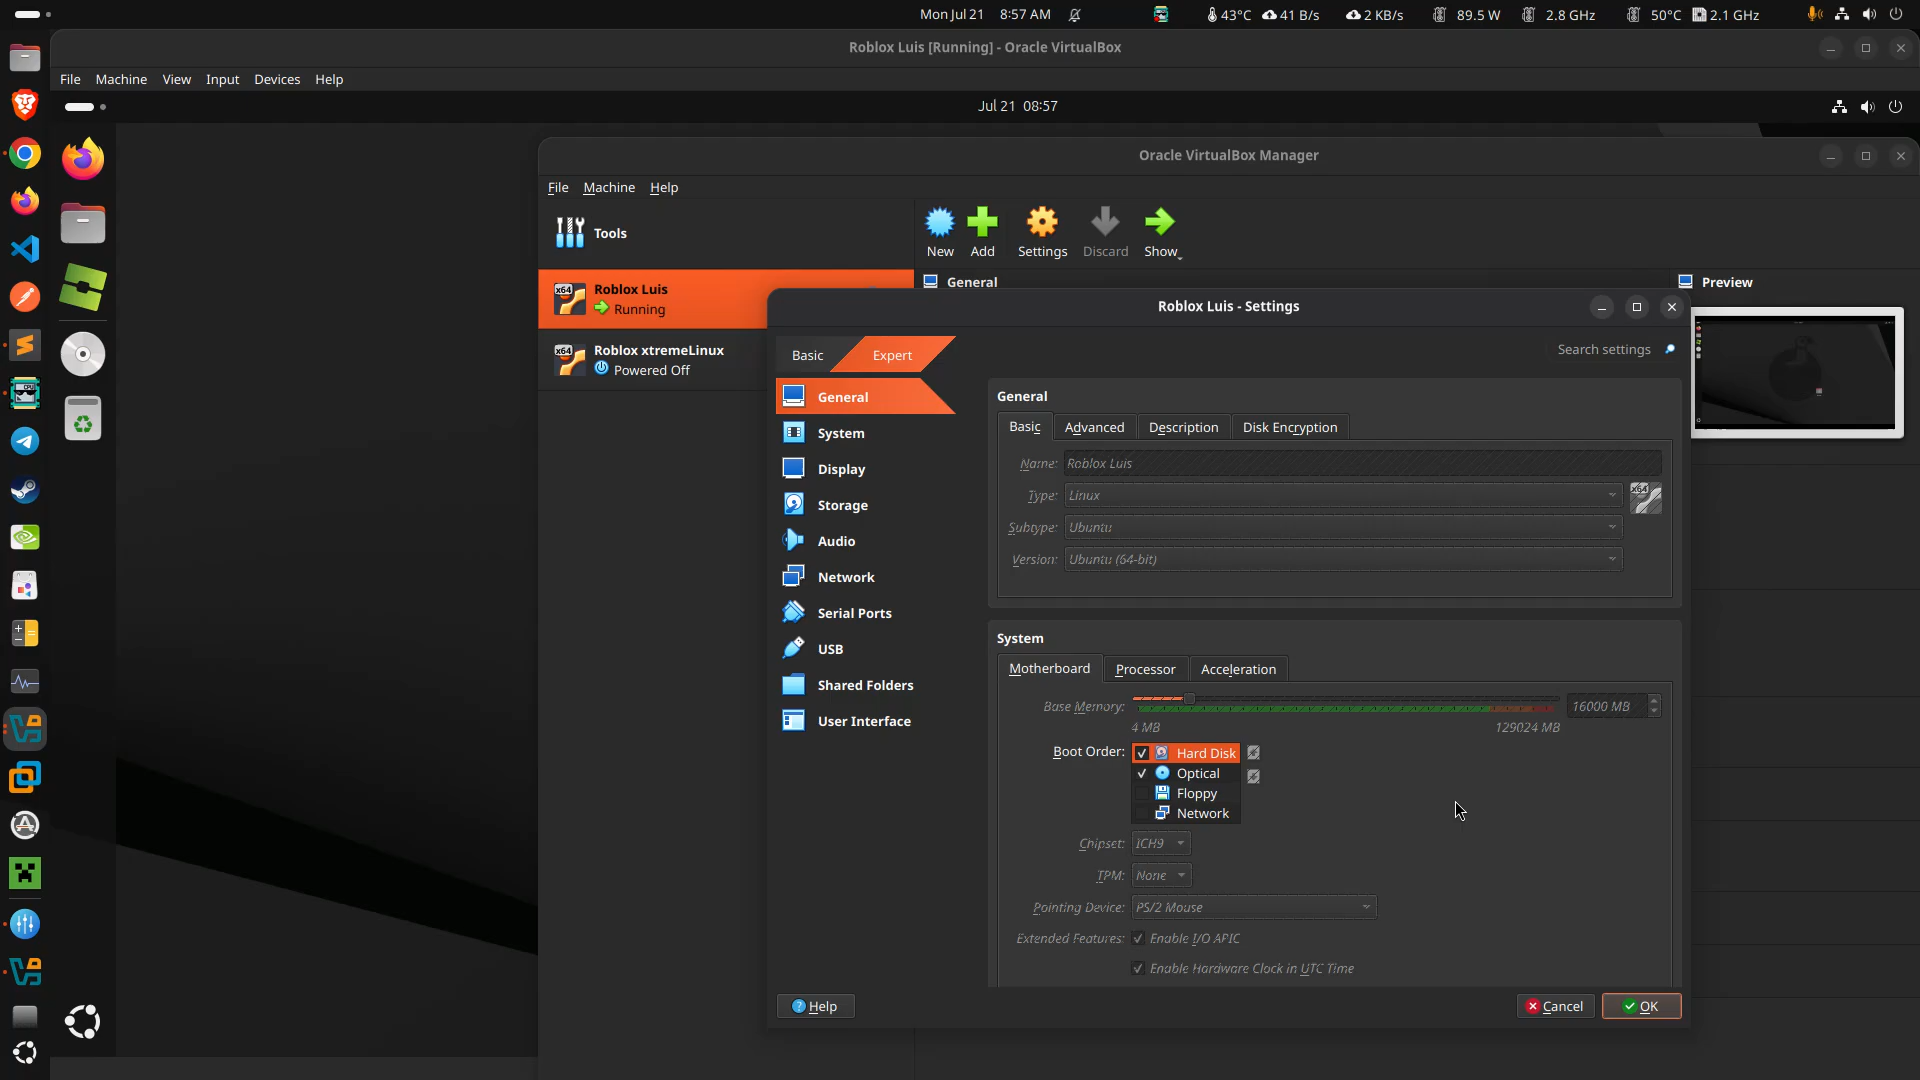 Mon Jul 21 8:57 AM
43°C
41 B/s
2 KB/s
89.5 W
2.8 GHz
50°C
2.1 GHz
Roblox Luis [Running] - Oracle VirtualBox
File Machine View Input Devices Help
Jul 21 08:57
Oracle VirtualBox Manager
File Machine Help
Tools
New Add Settings Discard Show
Roblox Luis
Running
Roblox xtremeLinux
Powered Off
General
Preview
Roblox Luis - Settings
Basic Expert
Search settings
General
System
Display
Storage
Audio
Network
Serial Ports
USB
Shared Folders
User Interface
General
Basic Advanced Description Disk Encryption
Name: Roblox Luis
Type: Linux
Subtype: Ubuntu
Version: Ubuntu (64-bit)
System
Motherboard Processor Acceleration
Base Memory: 16000 MB
4 MB 129024 MB
Boot Order: Hard Disk
Optical
Floppy
Network
Chipset: ICH9
TPM: None
Pointing Device: PS/2 Mouse
Extended Features: Enable I/O APIC
Enable Hardware Clock in UTC Time
Help Cancel OK